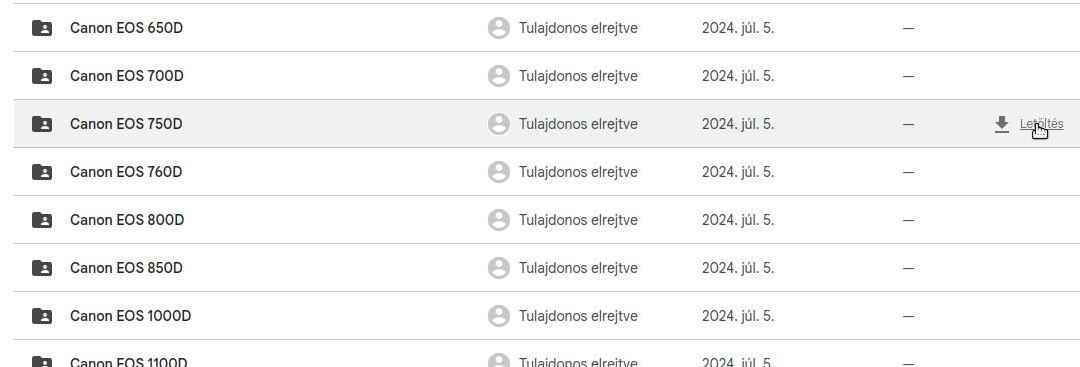 Canon EOS 650D Tulajdonos elrejtve 2024. júl. 5. —
Canon EOS 700D Tulajdonos elrejtve 2024. júl. 5. —
Canon EOS 750D Tulajdonos elrejtve 2024. júl. 5. — Letöltés
Canon EOS 760D Tulajdonos elrejtve 2024. júl. 5. —
Canon EOS 800D Tulajdonos elrejtve 2024. júl. 5. —
Canon EOS 850D Tulajdonos elrejtve 2024. júl. 5. —
Canon EOS 1000D Tulajdonos elrejtve 2024. júl. 5. —
Canon EOS 1100D Tulajdonos elrejtve 2024. júl. 5. —